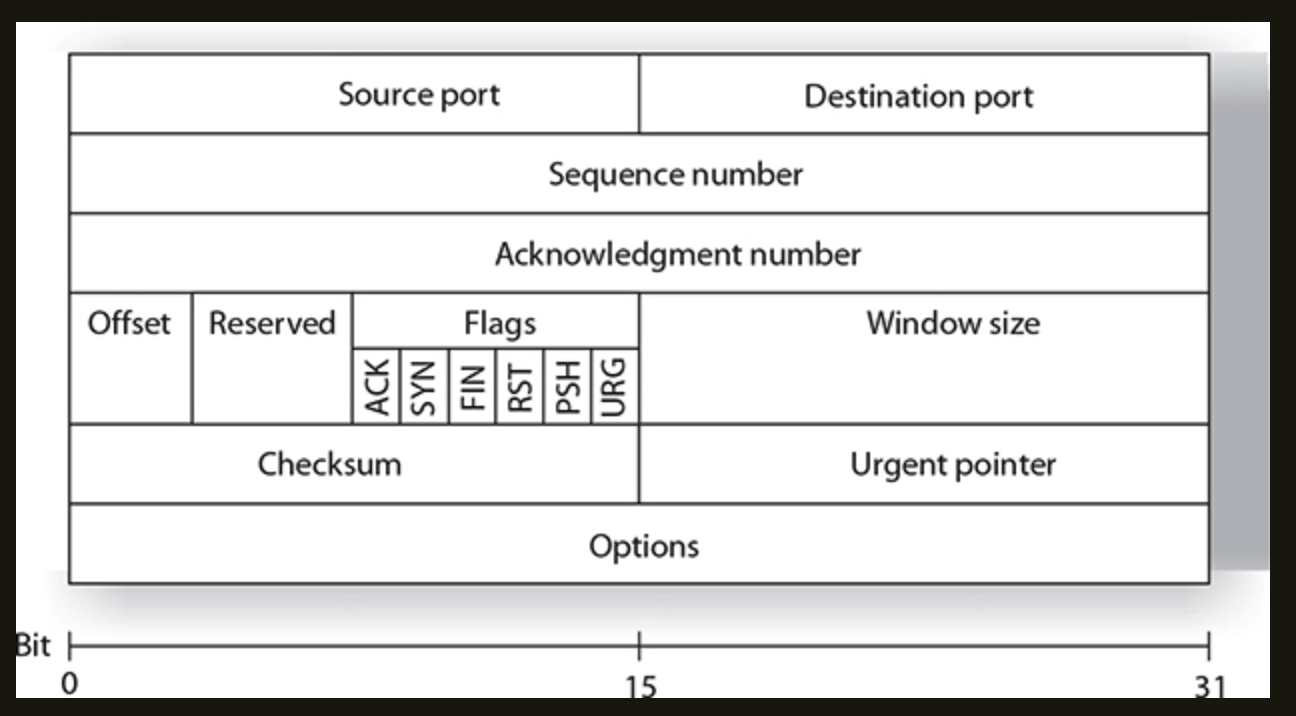 Source port Destination port
Sequence number
Acknowledgment number
Offset Reserved Flags Window size
ACK SYN FIN RST PSH URG
Checksum Urgent pointer
Options
Bit
0 15 31